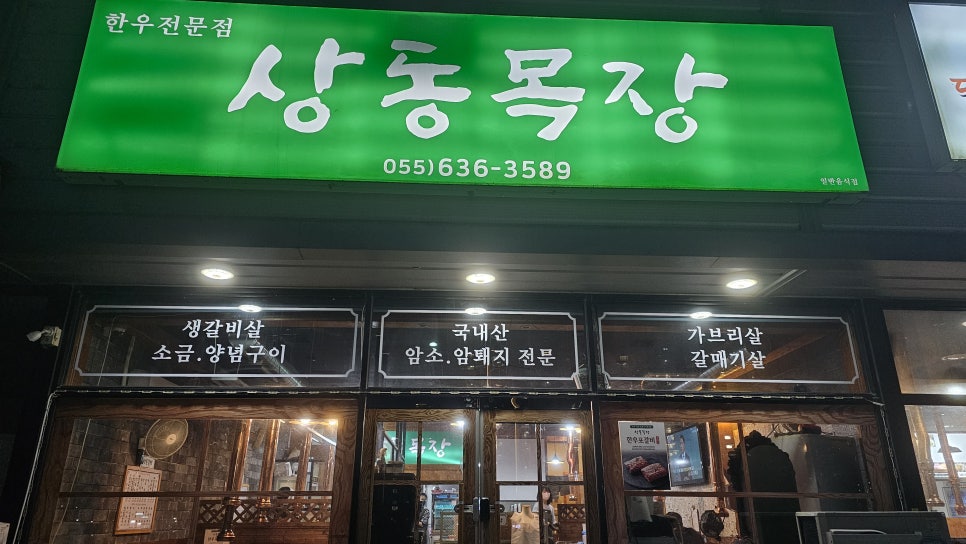 한우전문점
상동목장
055)636-3589
일반음식점
생갈비살
소금.양념구이
국내산
암소.암퇘지 전문
가브리살
갈매기살
목장
한우포갈비